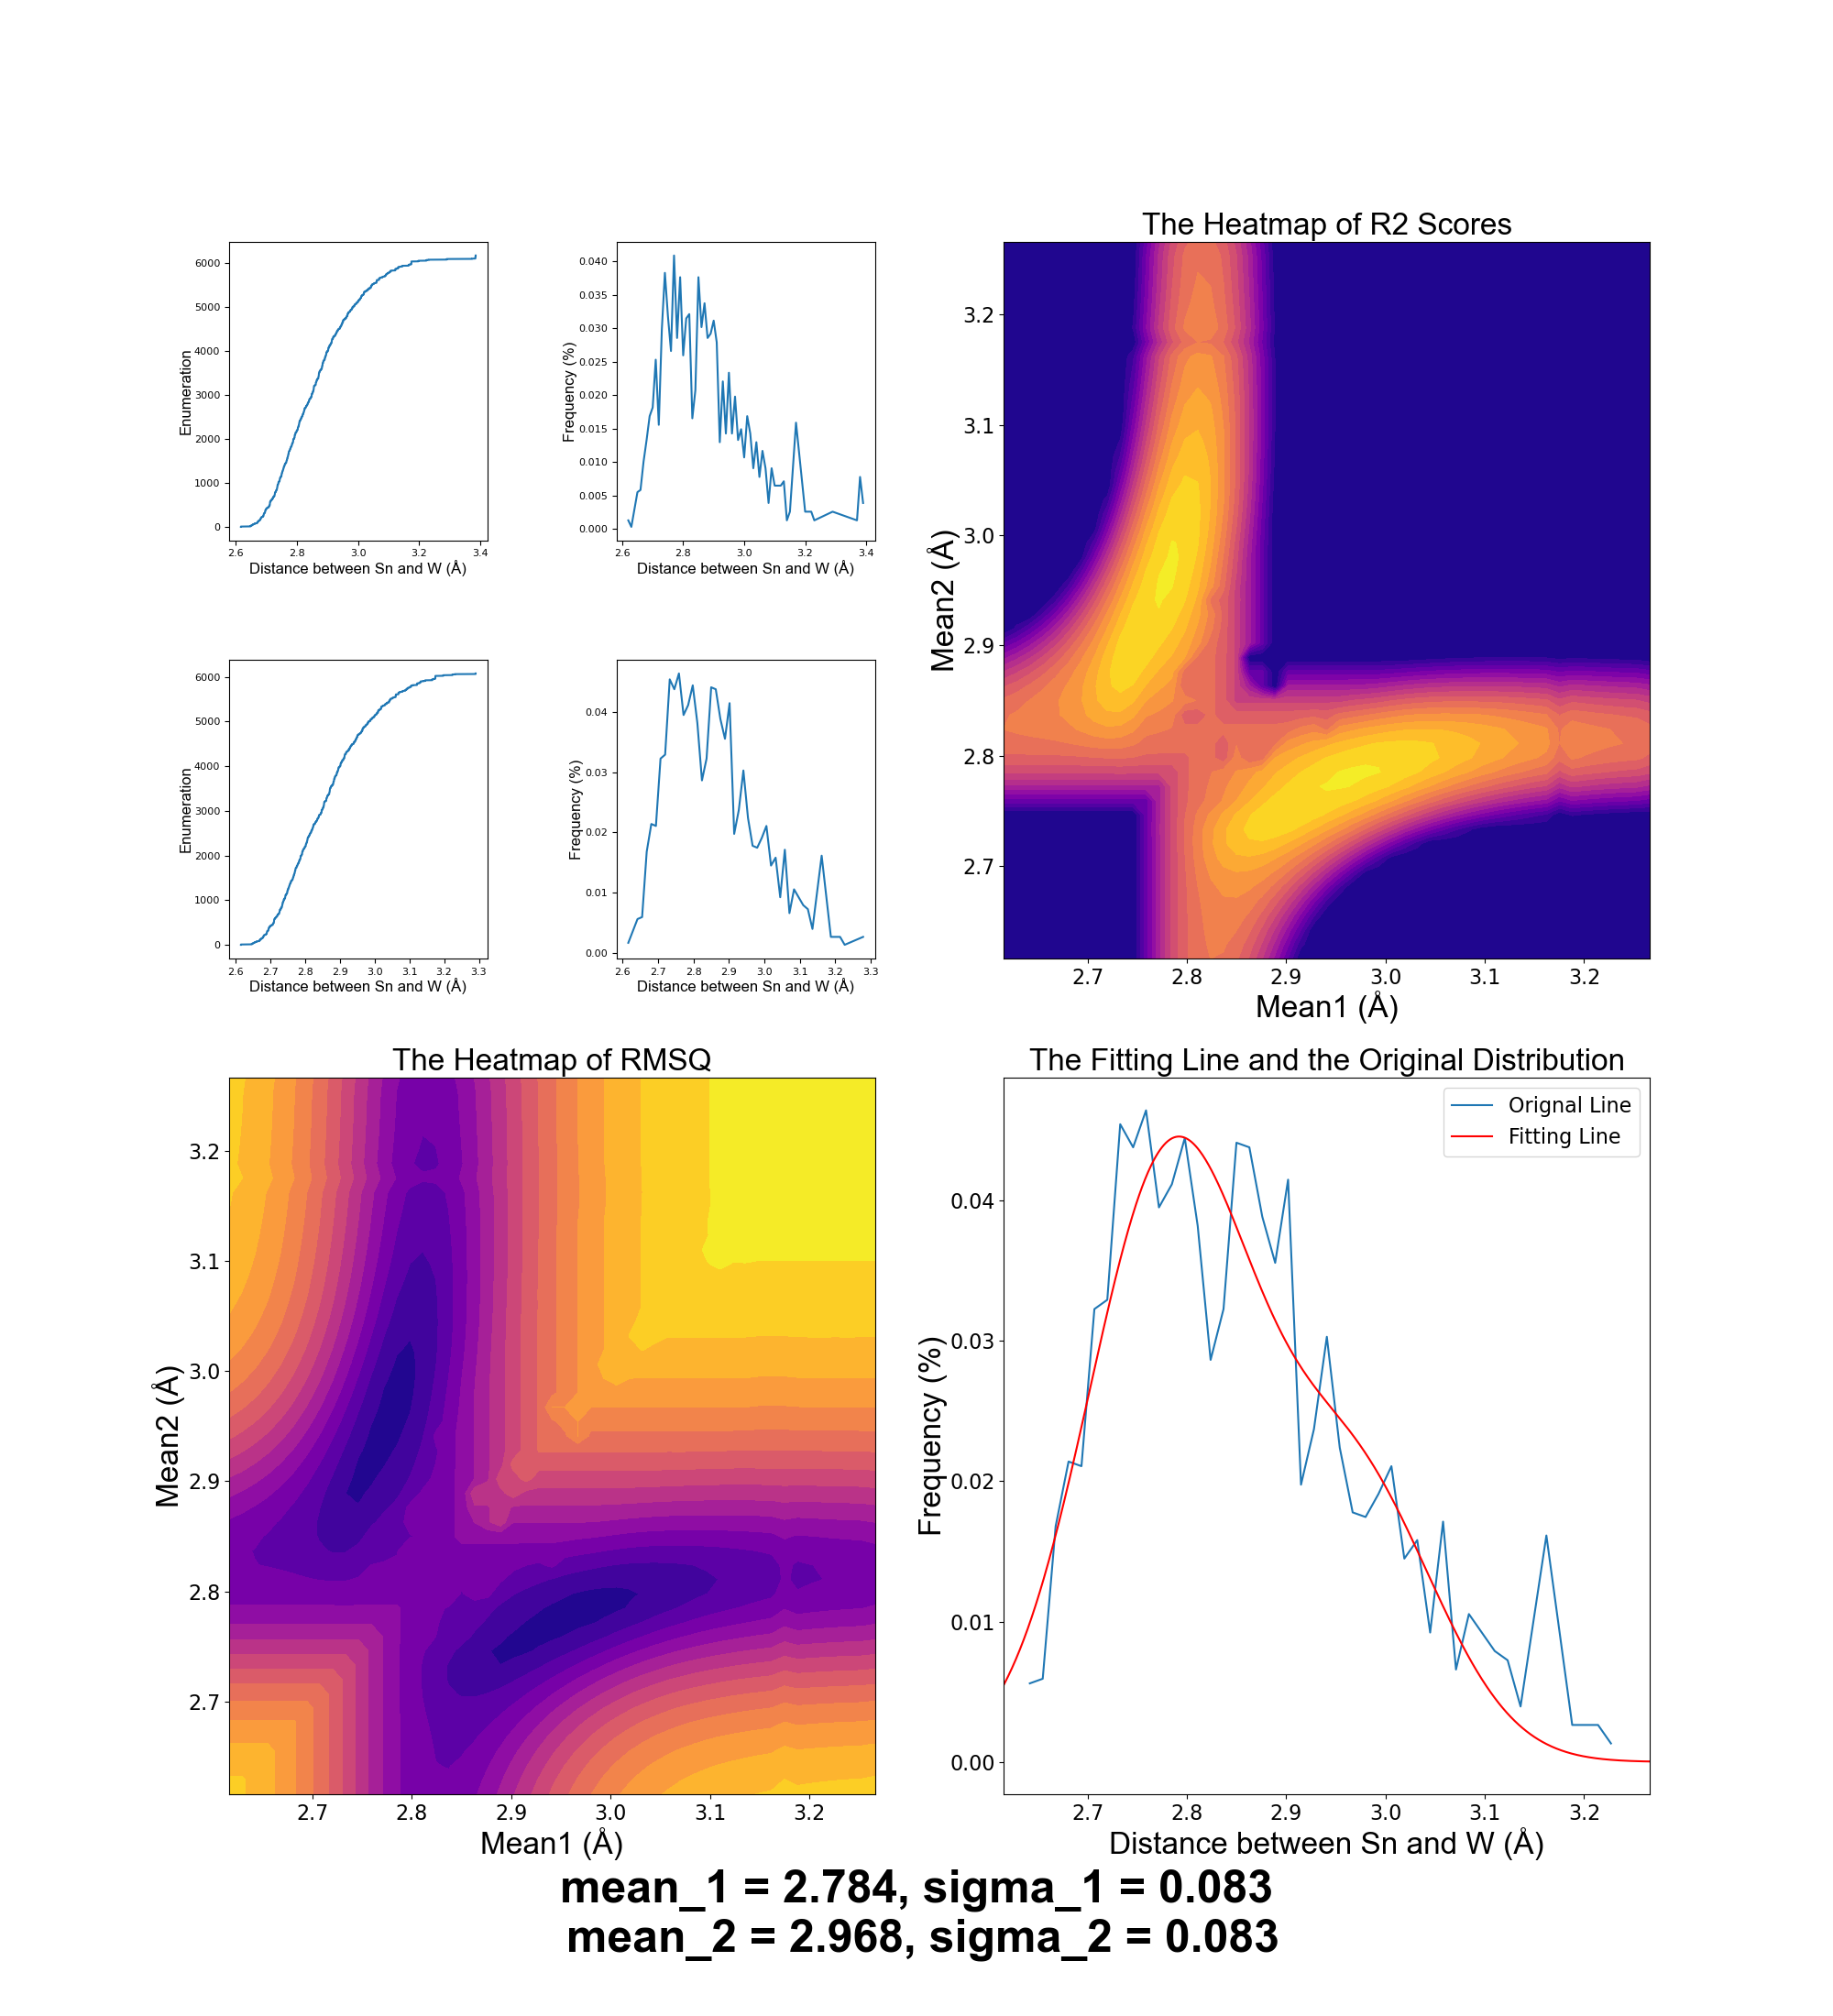 The Heatmap of R2 Scores
6000
5000
4000
3000
2000
1000
0
Enumeration
2.6 2.8 3.0 3.2 3.4
Distance between Sn and W (Å)
0.040
0.035
0.030
0.025
0.020
0.015
0.010
0.005
0.000
Frequency (%)
2.6 2.8 3.0 3.2 3.4
Distance between Sn and W (Å)
3.2
3.1
3.0
2.9
2.8
2.7
Mean2 (Å)
2.7 2.8 2.9 3.0 3.1 3.2
Mean1 (Å)
6000
5000
4000
3000
2000
1000
0
Enumeration
2.6 2.7 2.8 2.9 3.0 3.1 3.2 3.3
Distance between Sn and W (Å)
0.04
0.03
0.02
0.01
0.00
Frequency (%)
2.6 2.7 2.8 2.9 3.0 3.1 3.2 3.3
Distance between Sn and W (Å)
The Heatmap of RMSQ
3.2
3.1
3.0
2.9
2.8
2.7
Mean2 (Å)
2.7 2.8 2.9 3.0 3.1 3.2
Mean1 (Å)
The Fitting Line and the Original Distribution
Orignal Line
Fitting Line
0.04
0.03
0.02
0.01
0.00
Frequency (%)
2.7 2.8 2.9 3.0 3.1 3.2
Distance between Sn and W (Å)
mean_1 = 2.784, sigma_1 = 0.083
mean_2 = 2.968, sigma_2 = 0.083